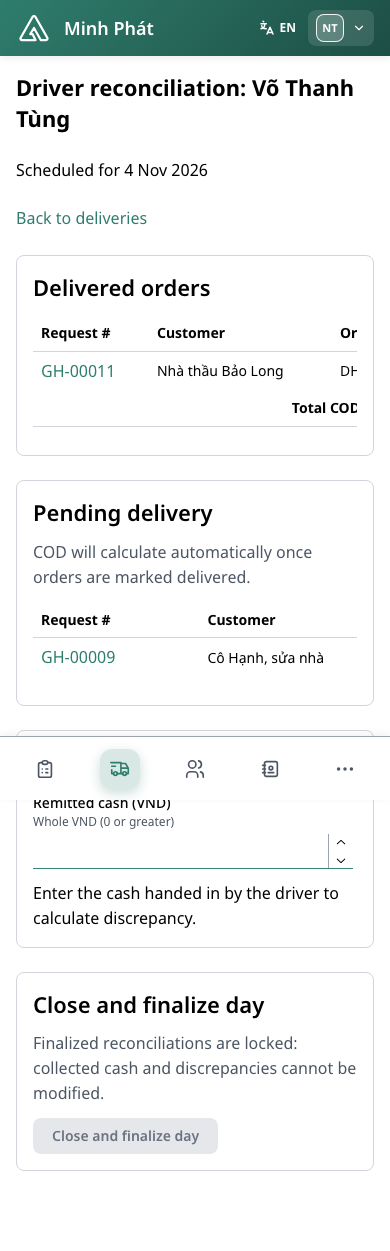 Minh Phát
EN
NT
Driver reconciliation: Võ Thanh
Tùng
Scheduled for 4 Nov 2026
Back to deliveries
Delivered orders
Request # Customer Or
GH-00011 Nhà thầu Bảo Long DH
Total COD
Pending delivery
COD will calculate automatically once
orders are marked delivered.
Request # Customer
GH-00009 Cô Hạnh, sửa nhà
Remitted cash (VND)
Whole VND (0 or greater)
Enter the cash handed in by the driver to
calculate discrepancy.
Close and finalize day
Finalized reconciliations are locked:
collected cash and discrepancies cannot be
modified.
Close and finalize day